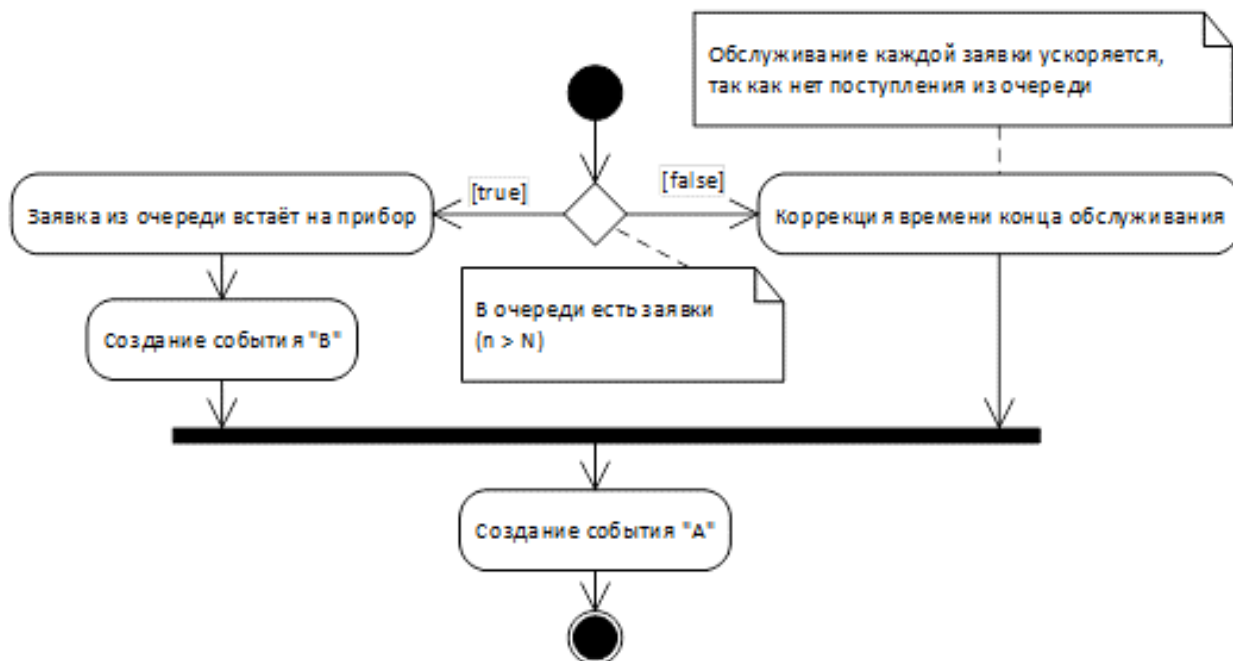 Обслуживание каждой заявки ускоряется,
так как нет поступления из очереди
[true]
[false]
Заявка из очереди встаёт на прибор
Коррекция времени конца обслуживания
В очереди есть заявки
(n > N)
Создание события "В"
Создание события "А"